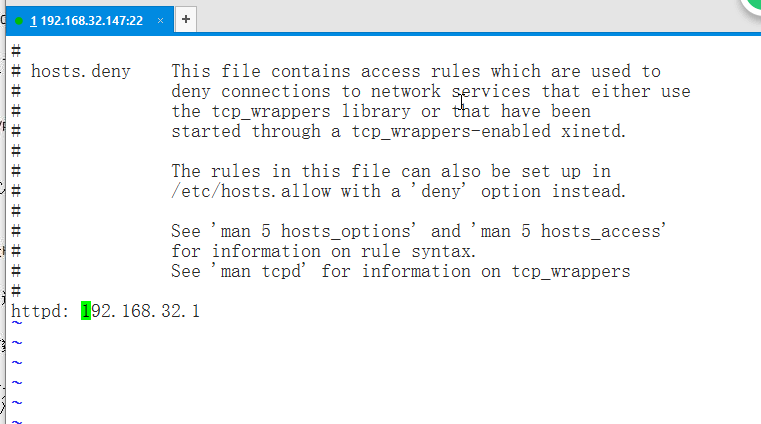 1 192.168.32.147:22 × +
#
# hosts.deny    This file contains access rules which are used to
#               deny connections to network services that either use
#               the tcp_wrappers library or that have been
#               started through a tcp_wrappers-enabled xinetd.
#
#               The rules in this file can also be set up in
#               /etc/hosts.allow with a 'deny' option instead.
#
#               See 'man 5 hosts_options' and 'man 5 hosts_access'
#               for information on rule syntax.
#               See 'man tcpd' for information on tcp_wrappers
#
httpd: 192.168.32.1
~
~
~
~
~
~